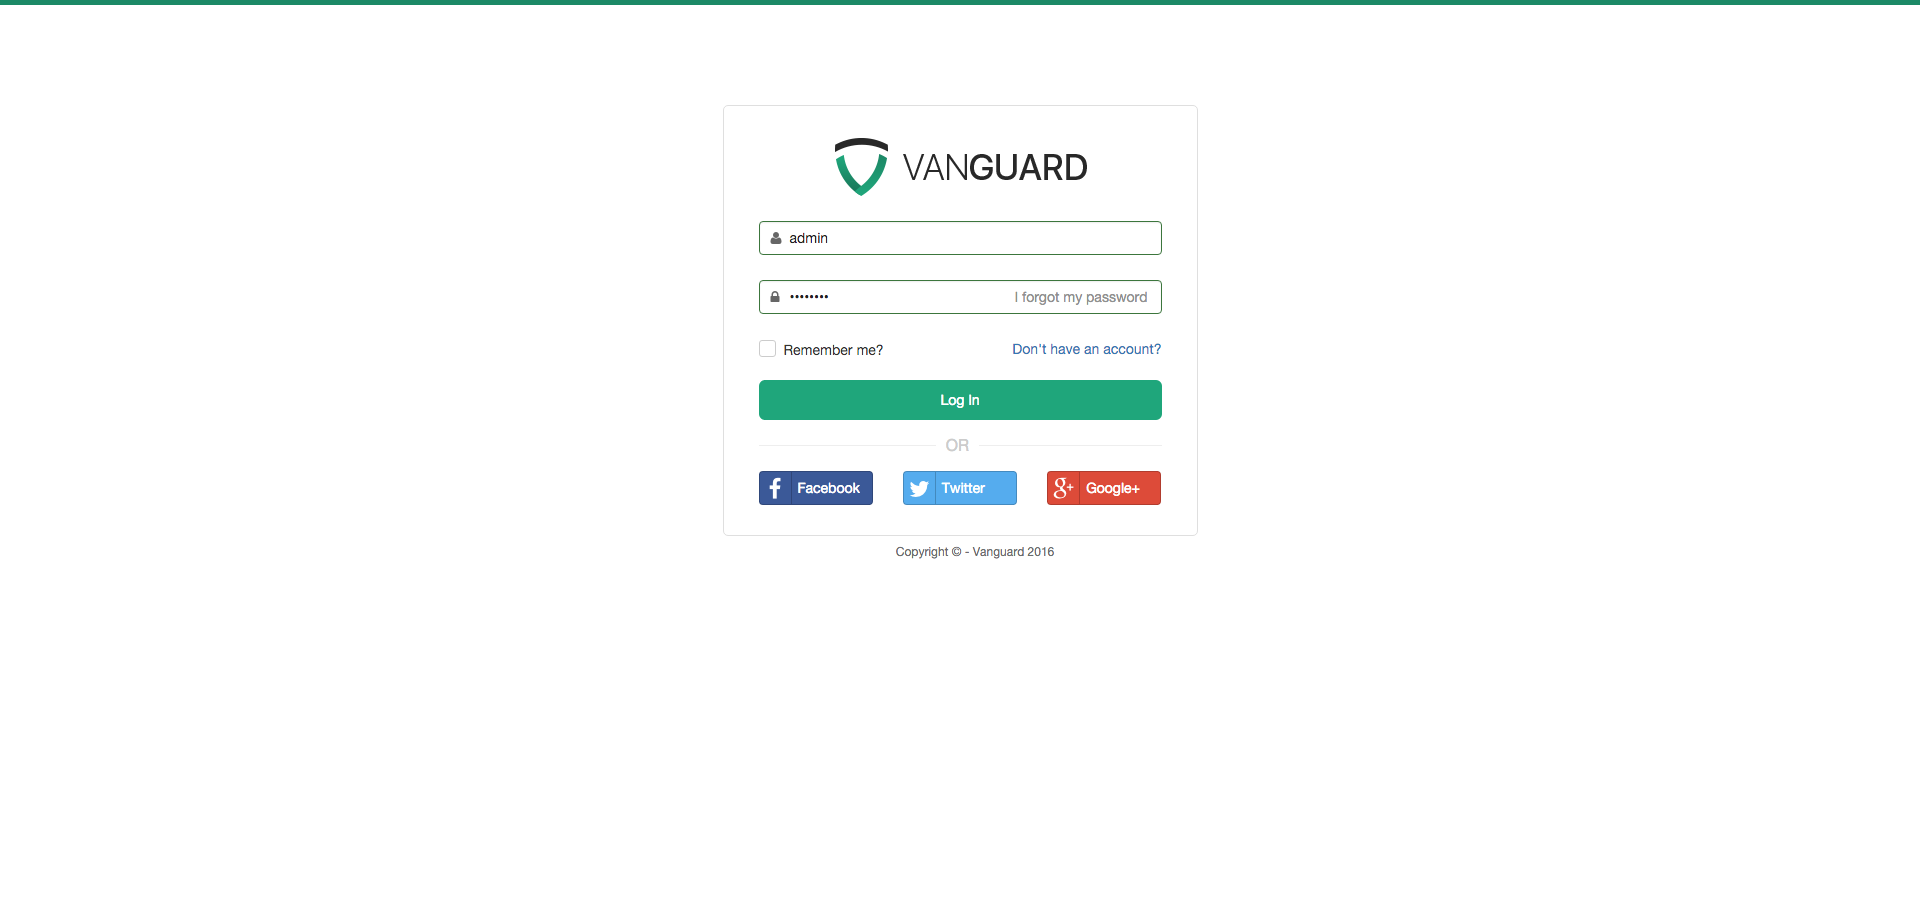 VANGUARD
admin
•••••••• I forgot my password
Remember me? Don't have an account?
Log In
OR
Facebook Twitter Google+
Copyright © - Vanguard 2016